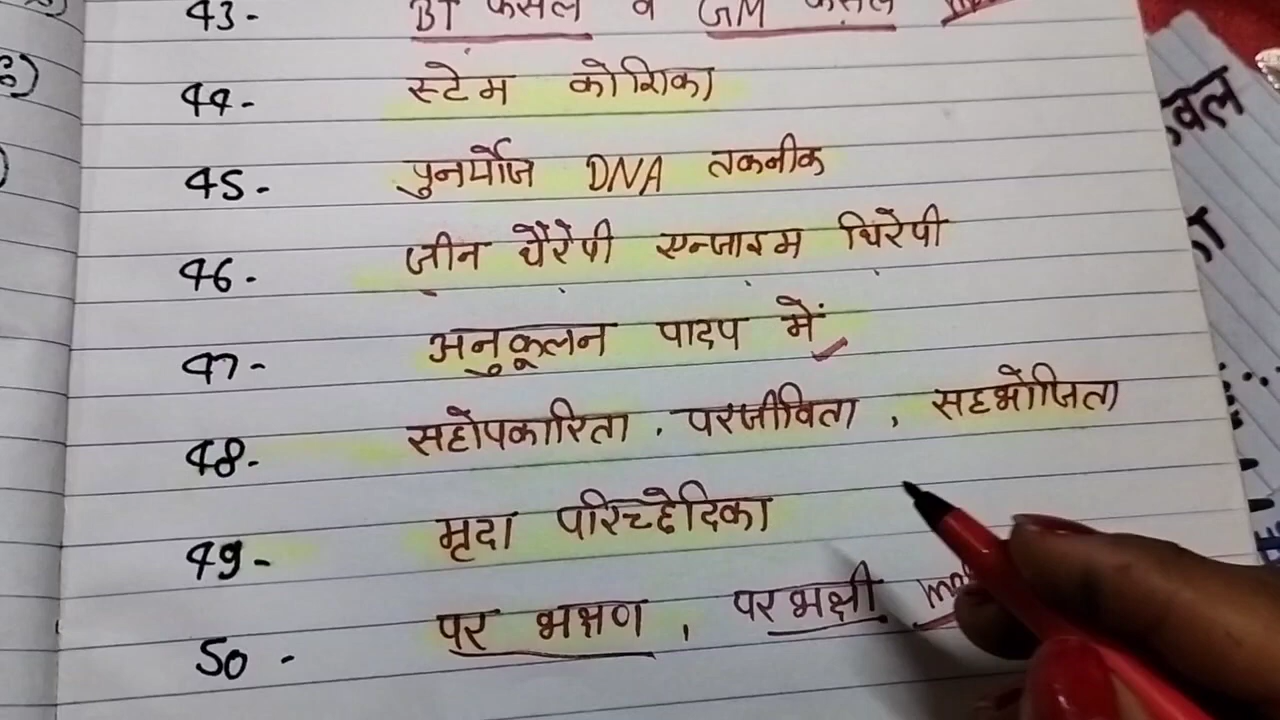 43- BT फसल व GM फसल
44- स्टेम कोशिका
45- पुनर्योज DNA तकनीक
46- जीन थैरेपी एन्जाइम थिरेपी
47- अनुकूलन पादप में
48- सहोपकारिता , परजीविता , सहभोजिता
49- मृदा परिच्छेदिका
50 - पर भक्षण , परभक्षी